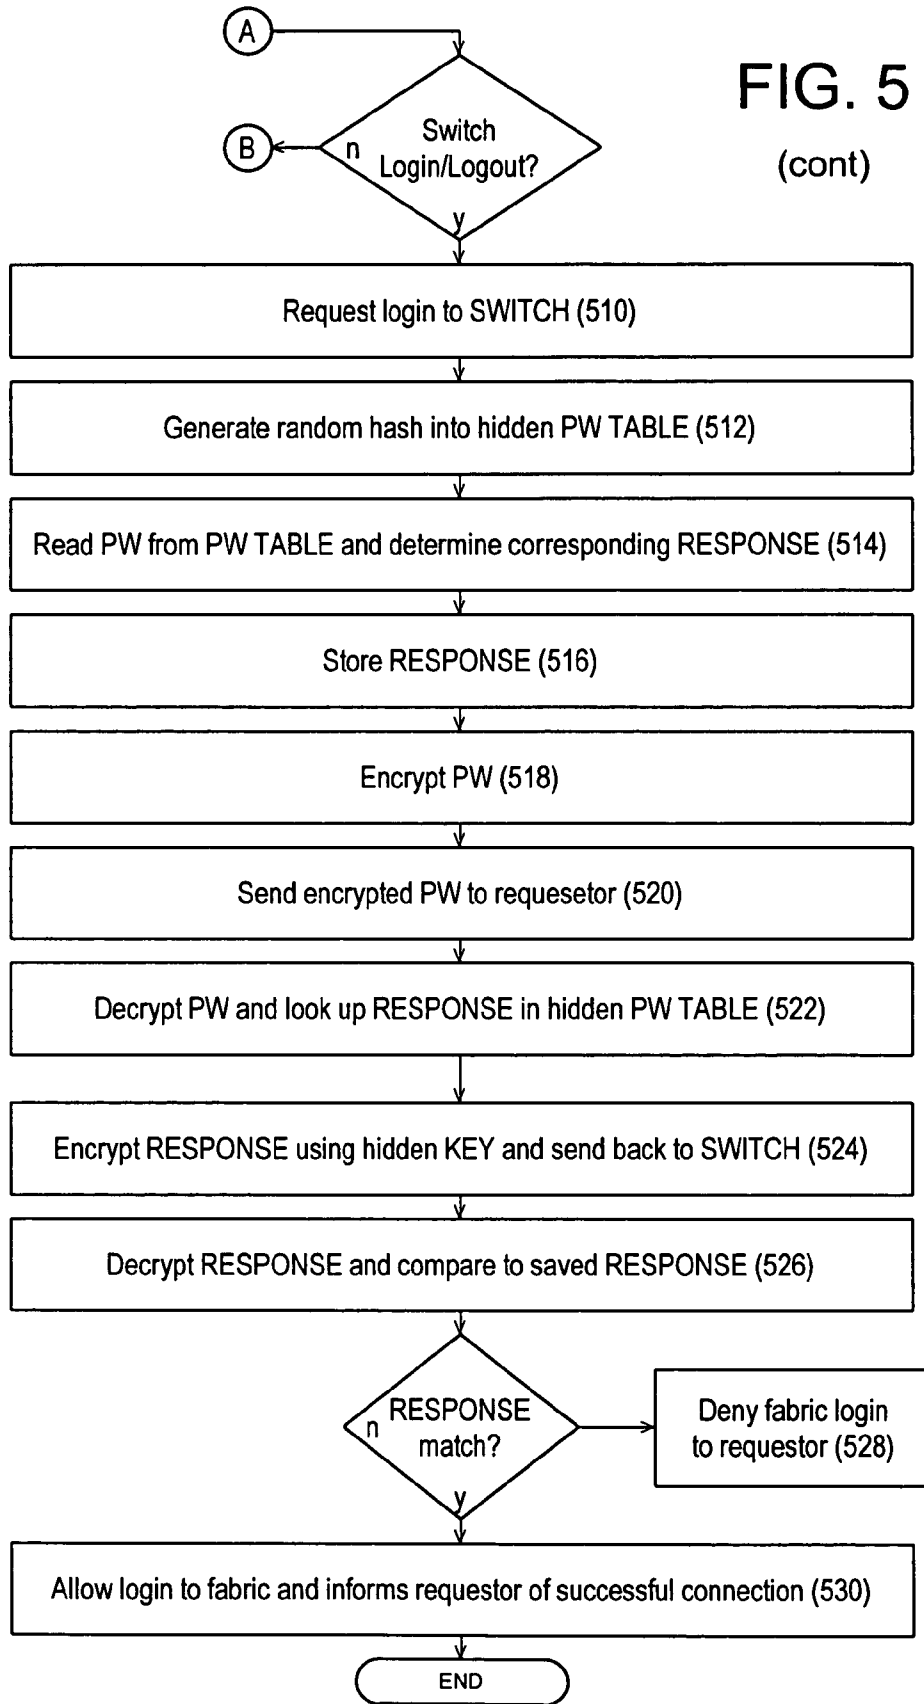 A
FIG. 5
(cont)
B
n
Switch
Login/Logout?
y
Request login to SWITCH (510)
Generate random hash into hidden PW TABLE (512)
Read PW from PW TABLE and determine corresponding RESPONSE (514)
Store RESPONSE (516)
Encrypt PW (518)
Send encrypted PW to requesetor (520)
Decrypt PW and look up RESPONSE in hidden PW TABLE (522)
Encrypt RESPONSE using hidden KEY and send back to SWITCH (524)
Decrypt RESPONSE and compare to saved RESPONSE (526)
n
RESPONSE
match?
y
Deny fabric login
to requestor (528)
Allow login to fabric and informs requestor of successful connection (530)
END